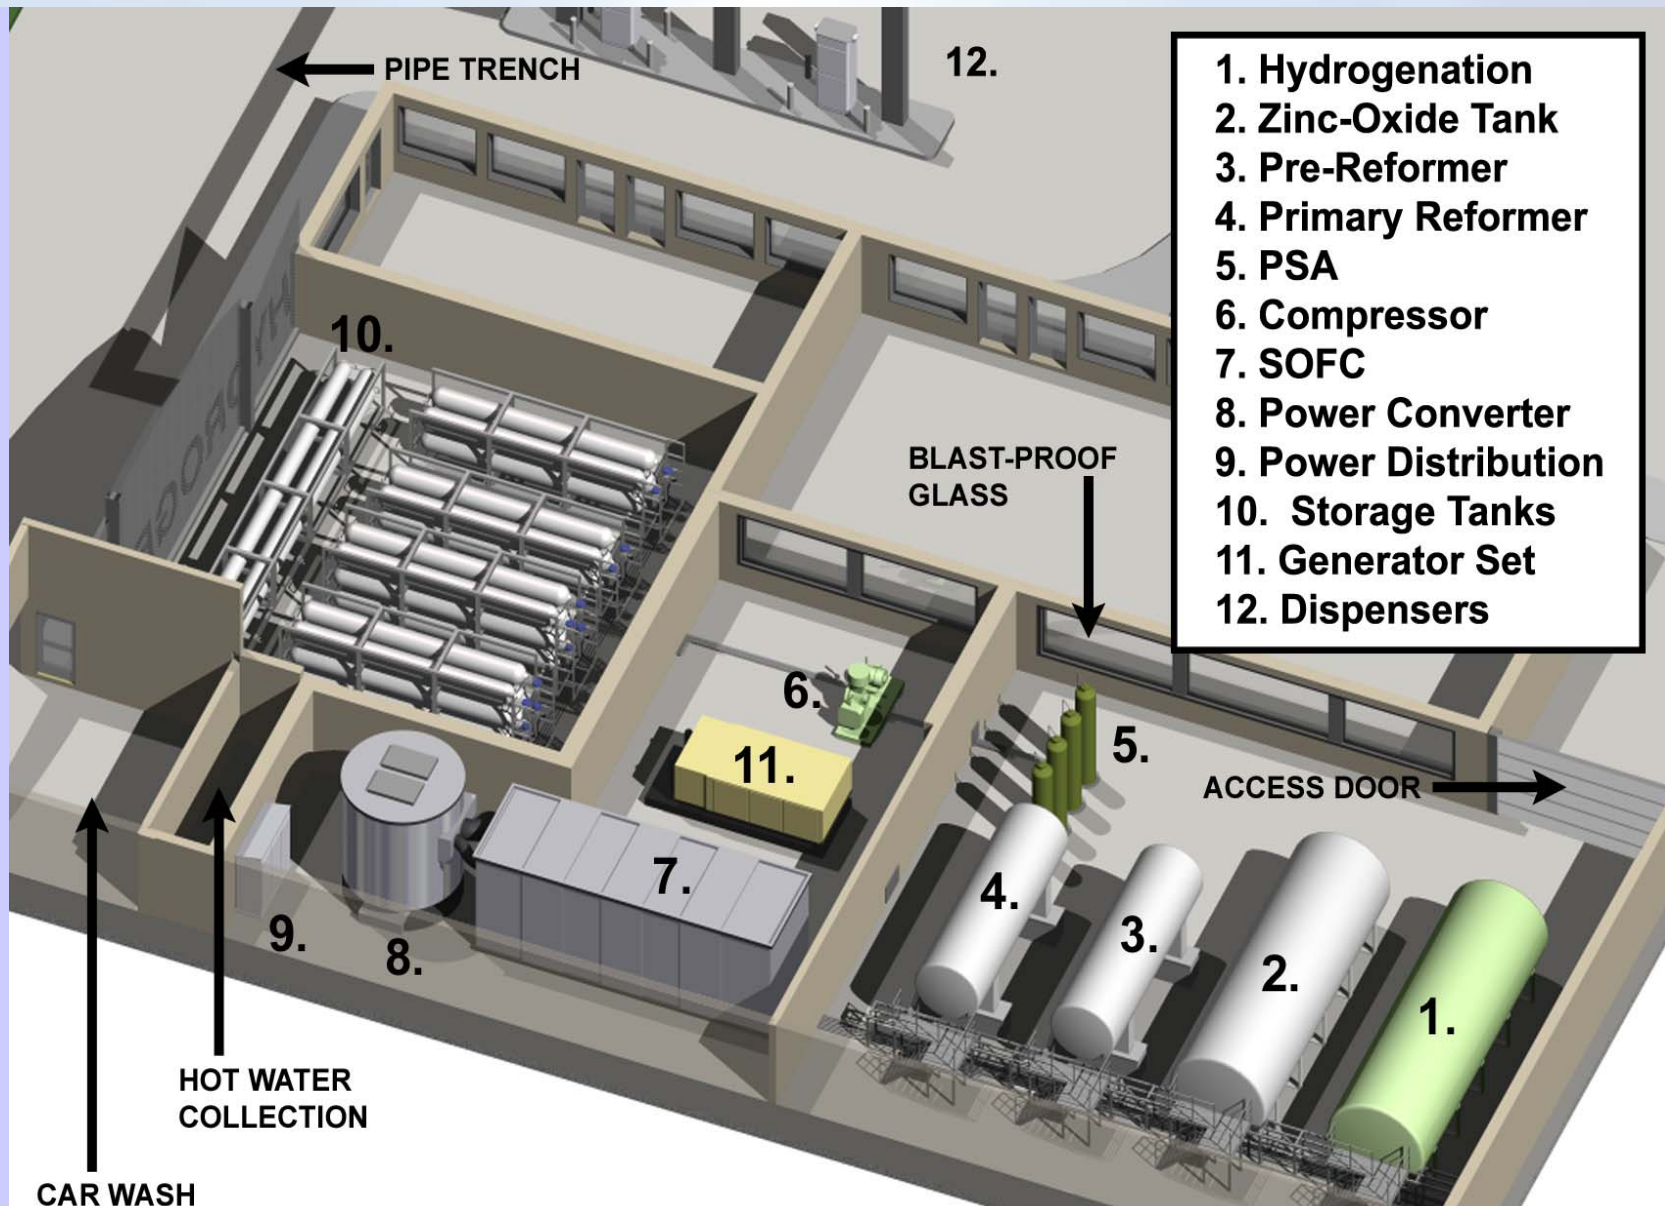 PIPE TRENCH
12.
1. Hydrogenation
2. Zinc-Oxide Tank
3. Pre-Reformer
4. Primary Reformer
5. PSA
6. Compressor
7. SOFC
8. Power Converter
9. Power Distribution
10. Storage Tanks
11. Generator Set
12. Dispensers
10.
BLAST-PROOF
GLASS
6.
11.
5.
ACCESS DOOR
7.
4.
3.
2.
1.
9.
8.
HOT WATER
COLLECTION
CAR WASH